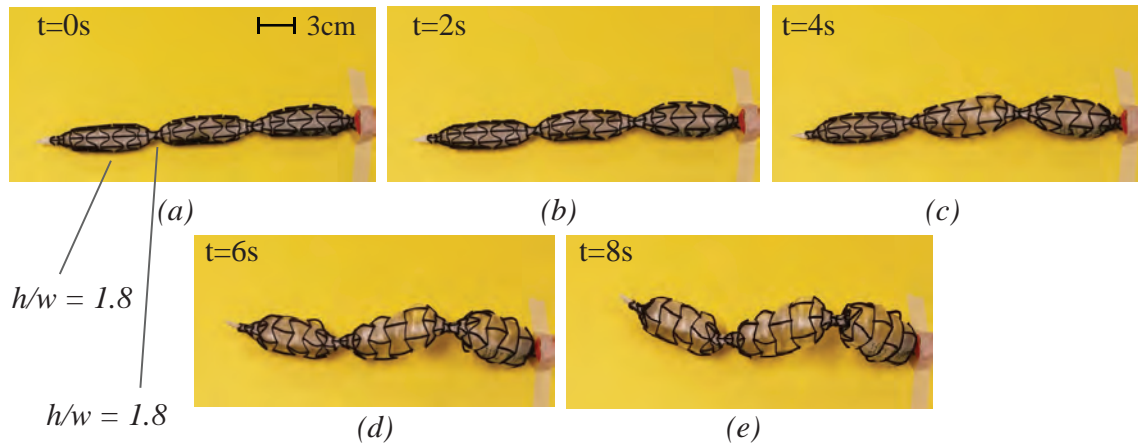 t=0s
3cm
t=2s
t=4s
(a)
(b)
(c)
t=6s
t=8s
h/w = 1.8
h/w = 1.8
(d)
(e)